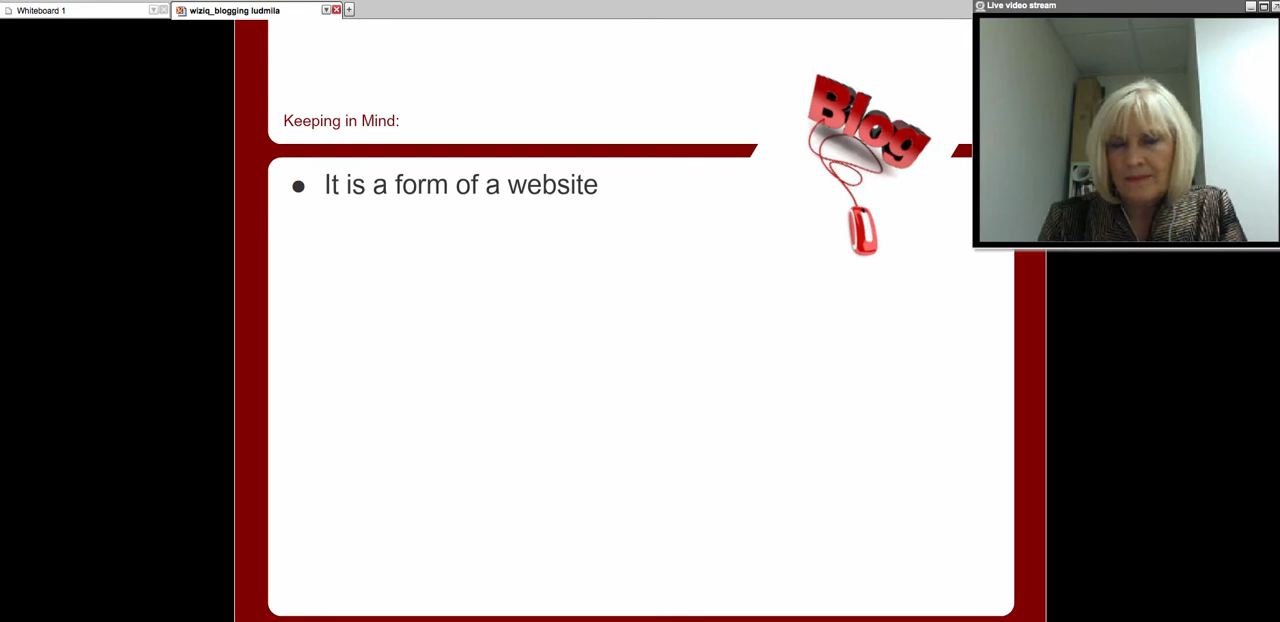 Whiteboard 1
wiziq_blogging ludmila
Live video stream
Blog
Keeping in Mind:
It is a form of a website